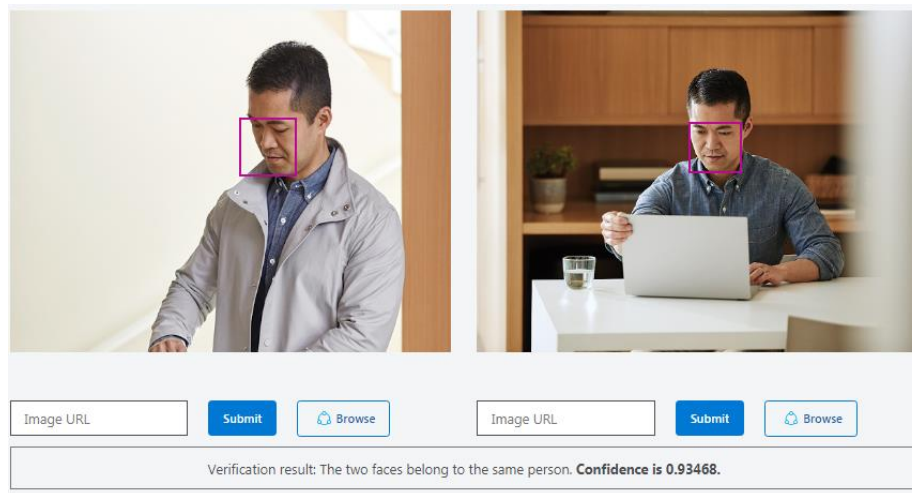 Image URL
Submit
Browse
Image URL
Submit
Browse
Verification result: The two faces belong to the same person. Confidence is 0.93468.